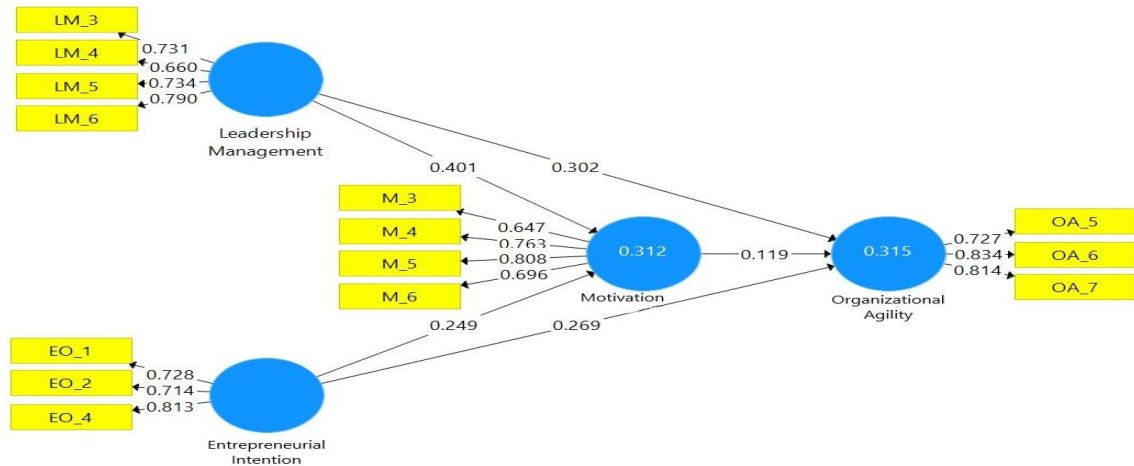 LM_3
LM_4
LM_5
LM_6
0.731
0.660
0.734
0.790
Leadership
Management
0.401
0.302
M_3
M_4
M_5
M_6
0.647
0.763
0.808
0.696
0.312
Motivation
0.119
0.315
Organizational
Agility
0.727
0.834
0.814
OA_5
OA_6
OA_7
0.249
0.269
EO_1
EO_2
EO_4
0.728
0.714
0.813
Entrepreneurial
Intention